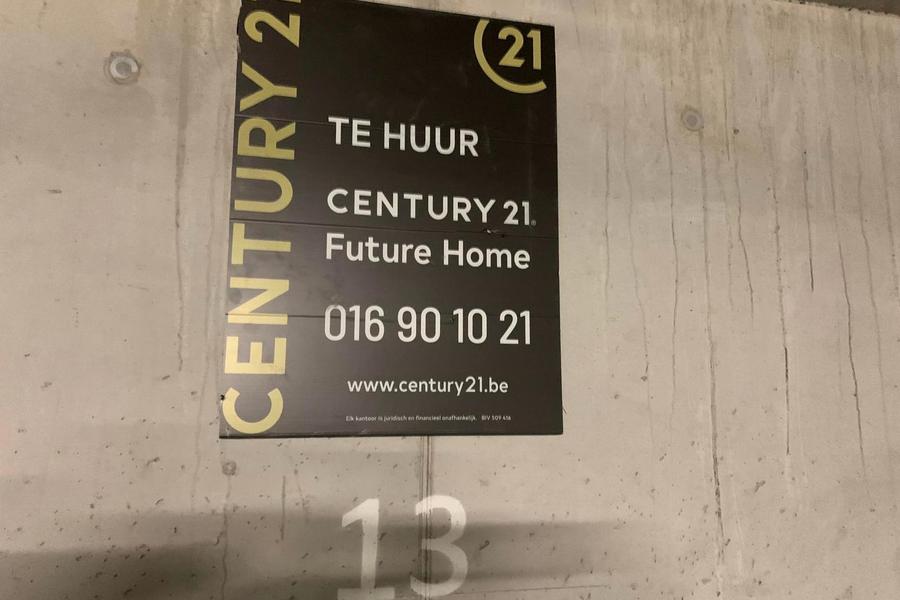 CENTURY 21
21
TE HUUR
CENTURY 21®
Future Home
016 90 10 21
www.century21.be
Elk kantoor is juridisch en financieel onafhankelijk. BIV 509 416
13